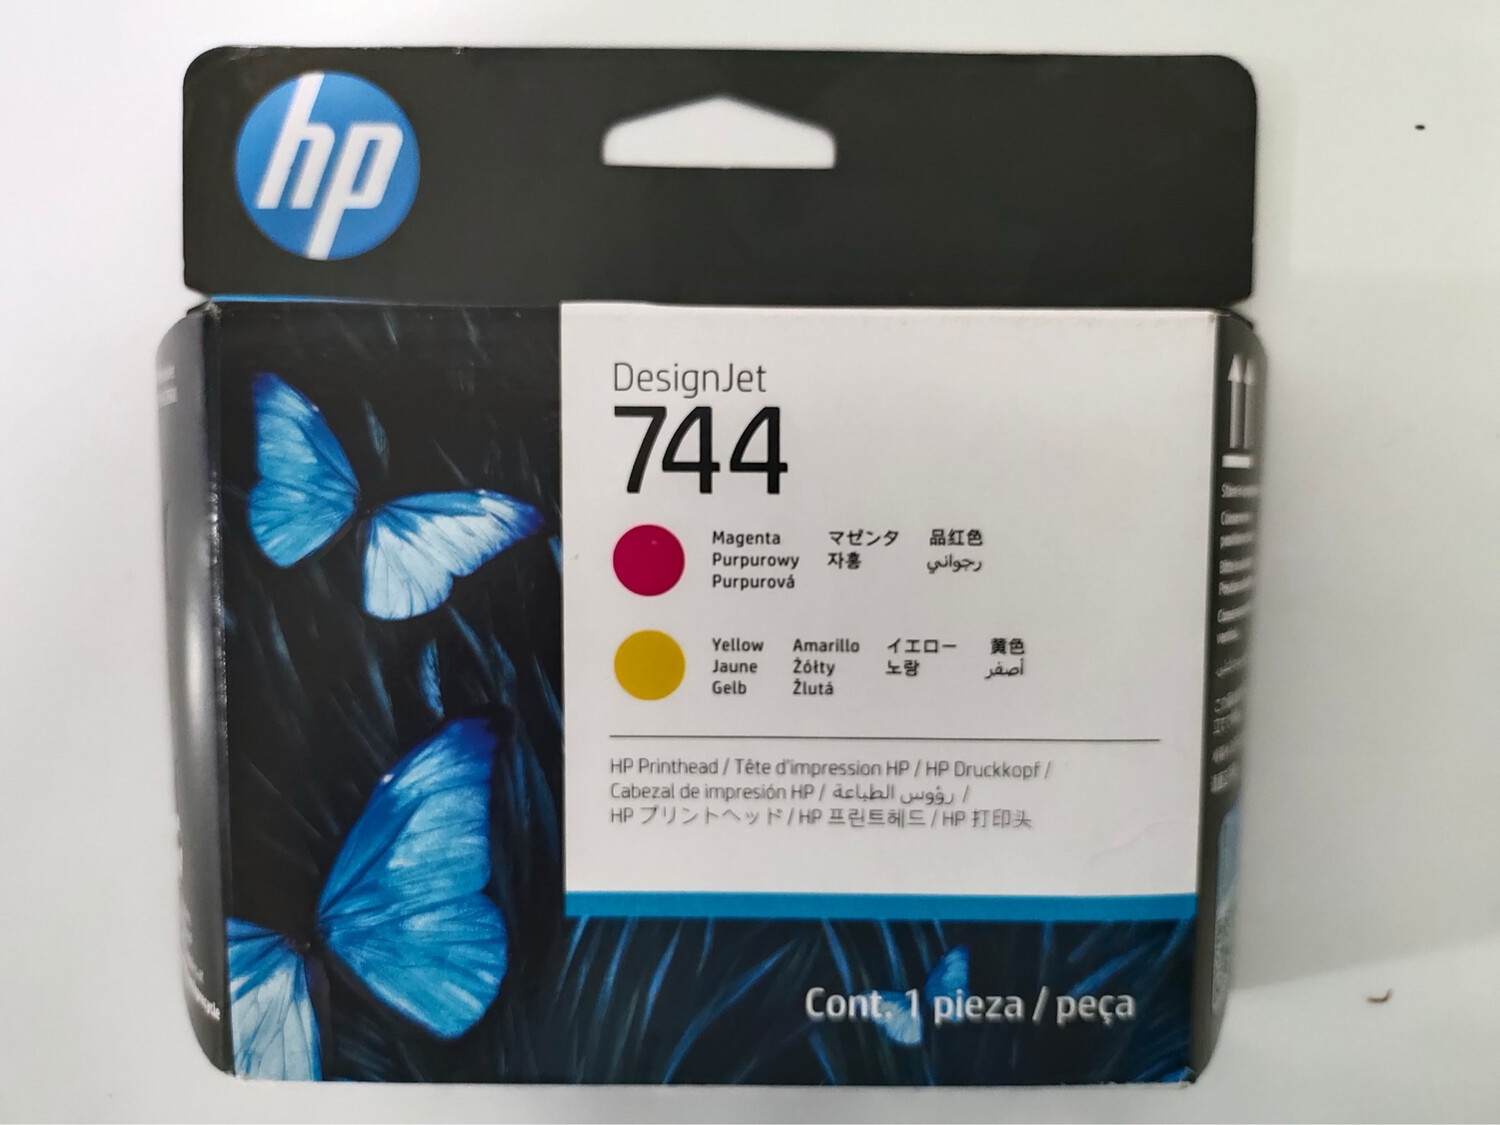 hp
DesignJet
744
Magenta マゼンタ 品红色
Purpurowy 자홍 رجواني
Purpurová
Yellow Amarillo イエロー 黄色
Jaune Żółty 노랑 أصفر
Gelb Žlutá
HP Printhead / Tête d'impression HP / HP Druckkopf /
Cabezal de impresión HP / رؤوس الطباعة /
HP プリントヘッド / HP 프린트헤드 / HP 打印头
Cont. 1 pieza / peça